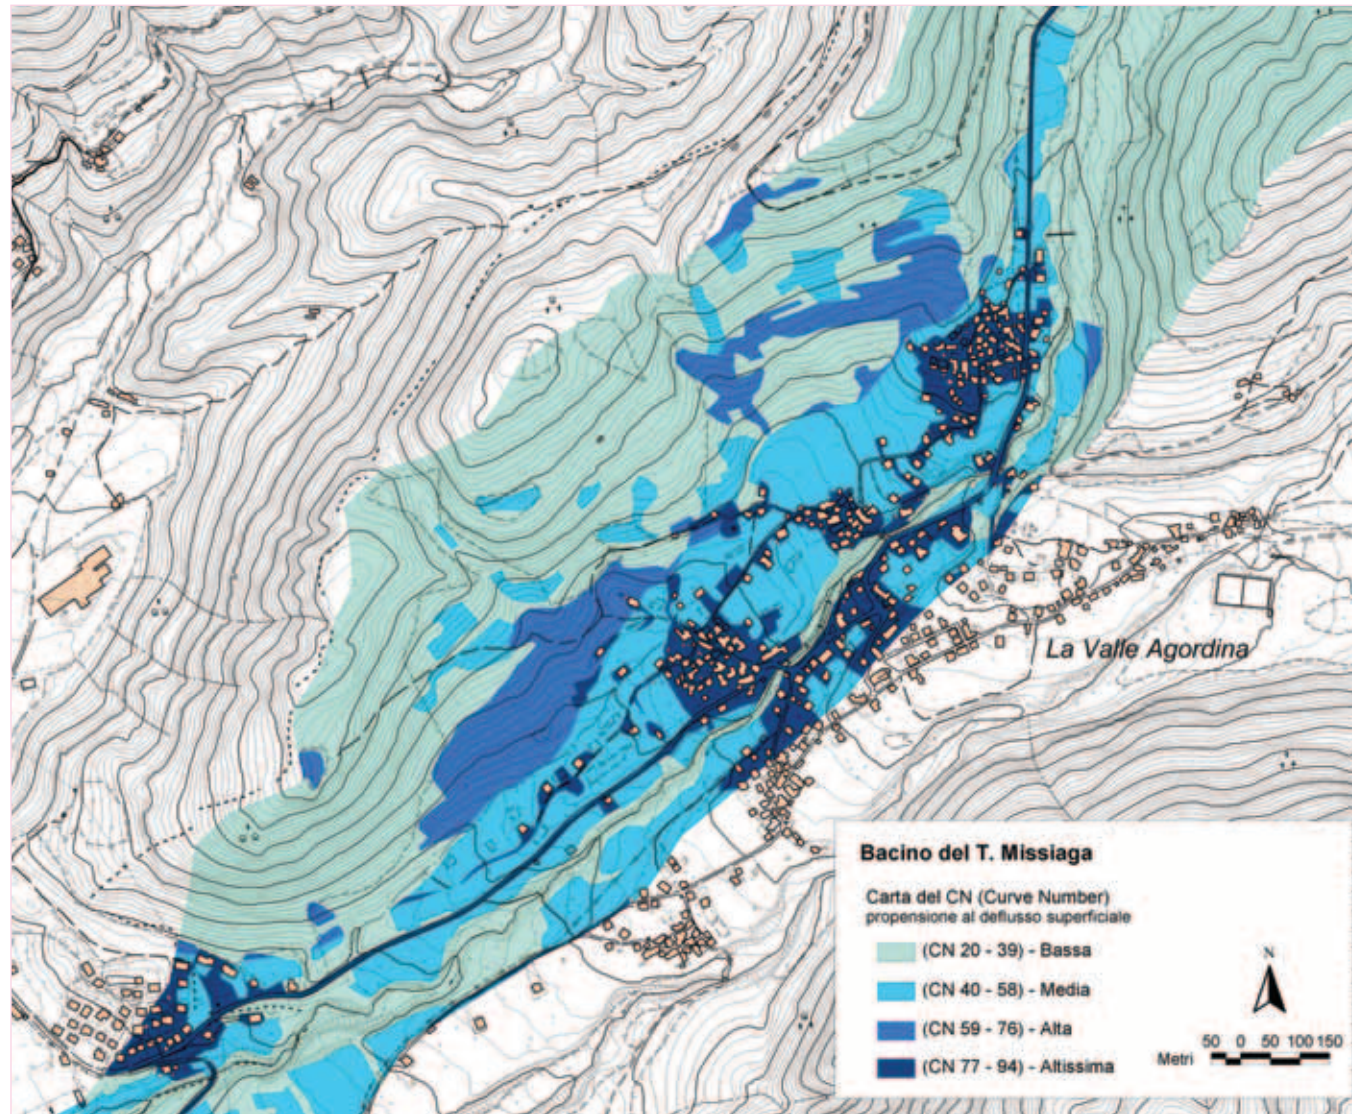 La Valle Agordina
Bacino del T. Missiaga
Carta del CN (Curve Number)
propensione al deflusso superficiale
(CN 20 - 39) - Bassa
(CN 40 - 58) - Media
(CN 59 - 76) - Alta
(CN 77 - 94) - Altissima
N
50 0 50 100 150
Metri